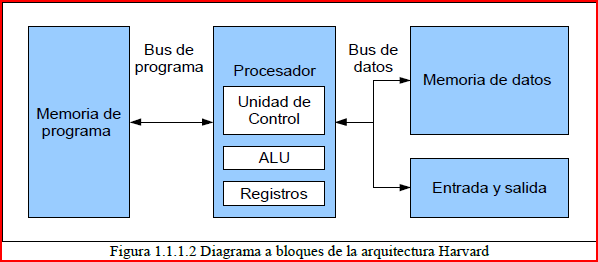 Bus de
programa
Bus de
datos
Memoria de
programa
Procesador
Unidad de
Control
ALU
Registros
Memoria de datos
Entrada y salida
Figura 1.1.1.2 Diagrama a bloques de la arquitectura Harvard